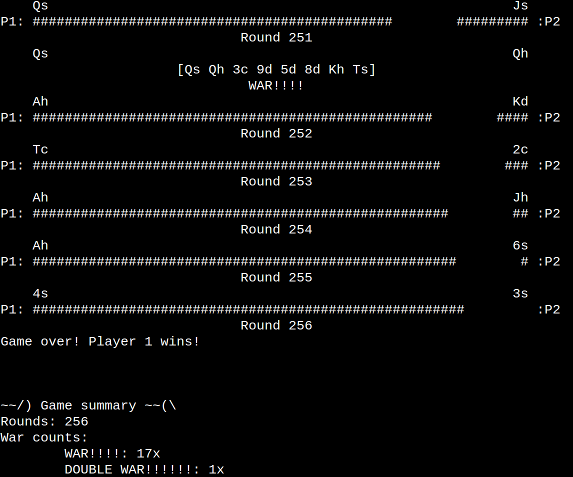 Qs Js
P1: ############################################# ######### :P2
Round 251
Qs Qh
[Qs Qh 3c 9d 5d 8d Kh Ts]
WAR!!!!
Ah Kd
P1: ################################################## #### :P2
Round 252
Tc 2c
P1: ################################################### ### :P2
Round 253
Ah Jh
P1: #################################################### ## :P2
Round 254
Ah 6s
P1: ##################################################### # :P2
Round 255
4s 3s
P1: ###################################################### :P2
Round 256
Game over! Player 1 wins!
~~/) Game summary ~~(\
Rounds: 256
War counts:
WAR!!!!: 17x
DOUBLE WAR!!!!!!: 1x